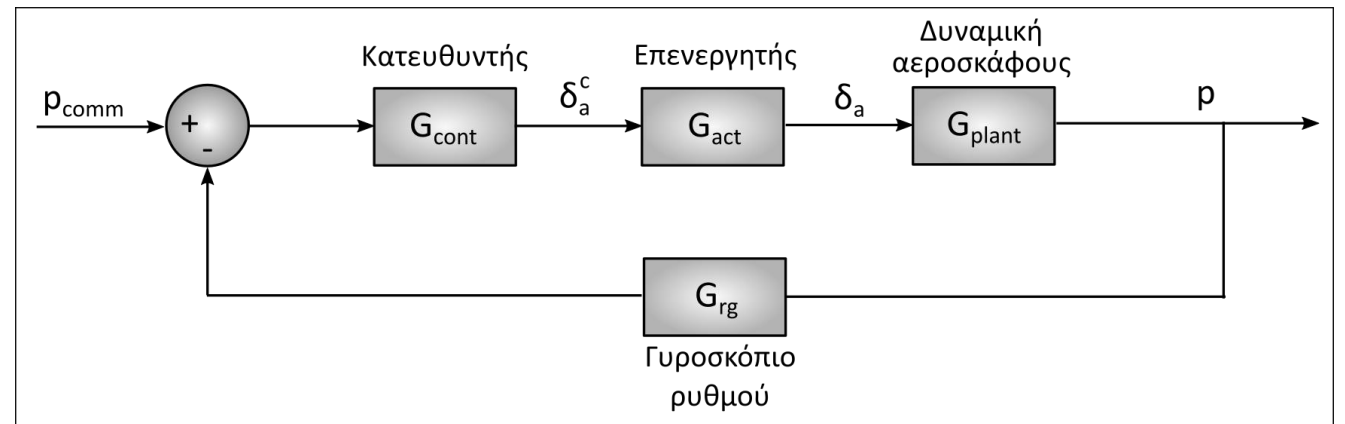 Κατευθυντής
Επενεργητής
Δυναμική
αεροσκάφους
p_comm
+
-
G_cont
δ_a^c
G_act
δ_a
G_plant
p
G_rg
Γυροσκόπιο
ρυθμού